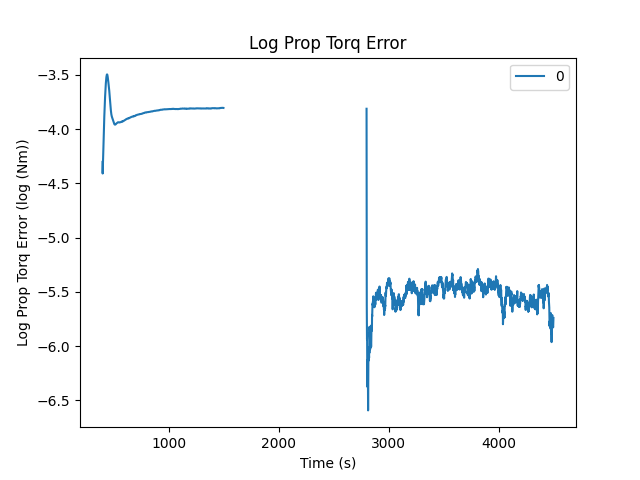 Log Prop Torq Error
0
−3.5
−4.0
−4.5
−5.0
−5.5
−6.0
−6.5
Log Prop Torq Error (log (Nm))
1000 2000 3000 4000
Time (s)